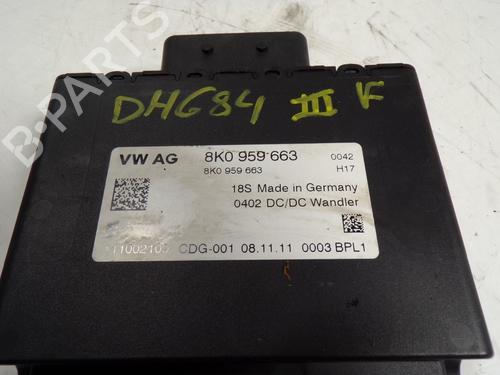 B-PARTS
DHG84 III K
VW AG 8K0 959 663 0042
8K0 959 663 H17
18S Made in Germany
0402 DC/DC Wandler
CDG-001 08.11.11 0003 BPL1